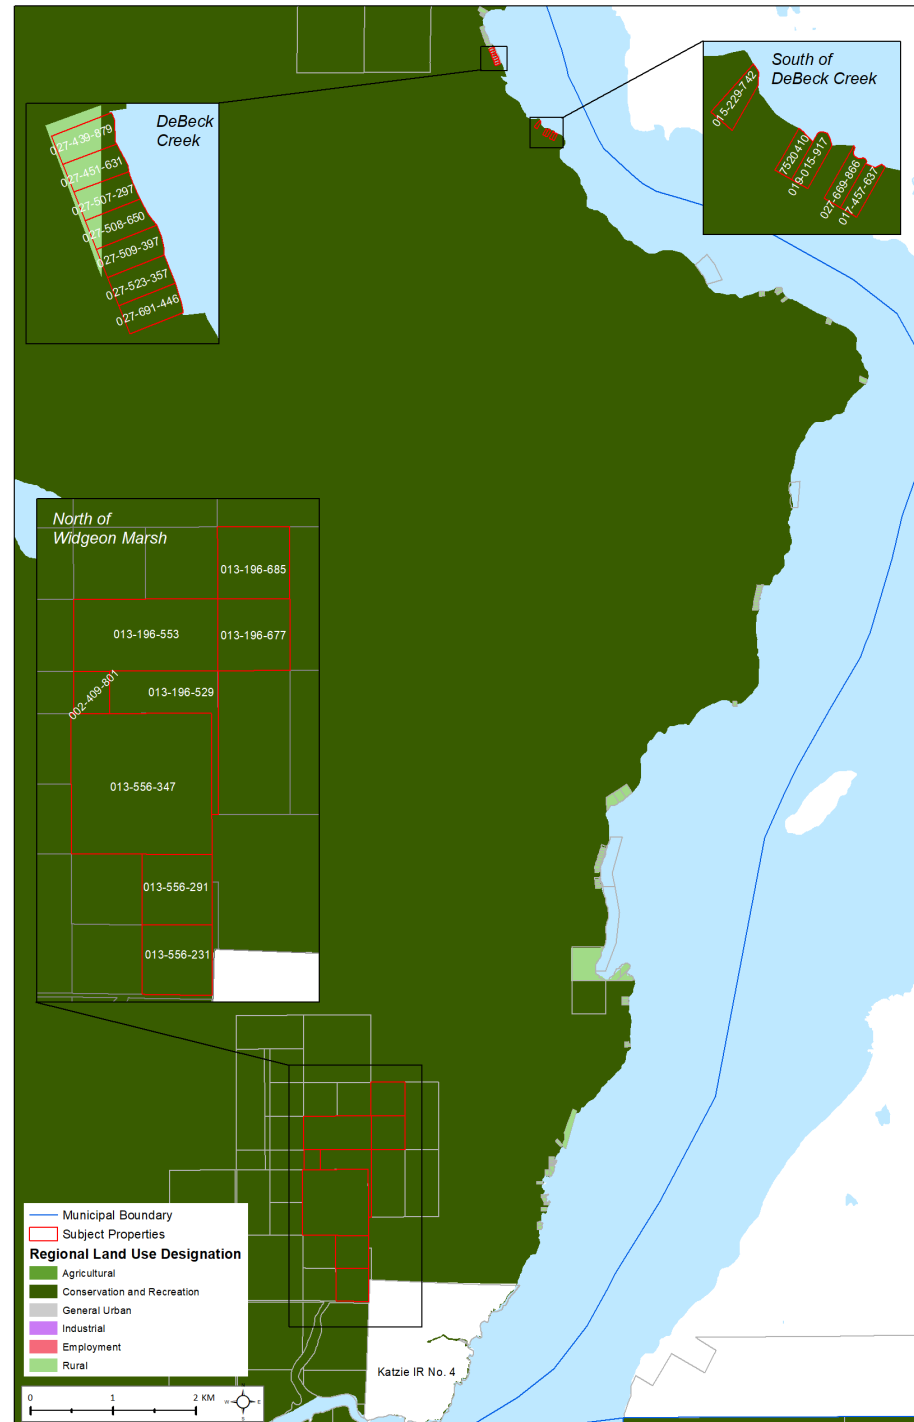 South of
DeBeck Creek
015-229-742
7520410
019-015-917
027-669-866
017-457-637
DeBeck
Creek
027-439-879
027-451-631
027-507-297
027-508-650
027-509-397
027-523-357
027-691-446
North of
Widgeon Marsh
013-196-685
013-196-553
013-196-677
002-409-801
013-196-529
013-556-347
013-556-291
013-556-231
Municipal Boundary
Subject Properties
Regional Land Use Designation
Agricultural
Conservation and Recreation
General Urban
Industrial
Employment
Rural
Katzie IR No. 4
0 1 2 KM
N
W E
S